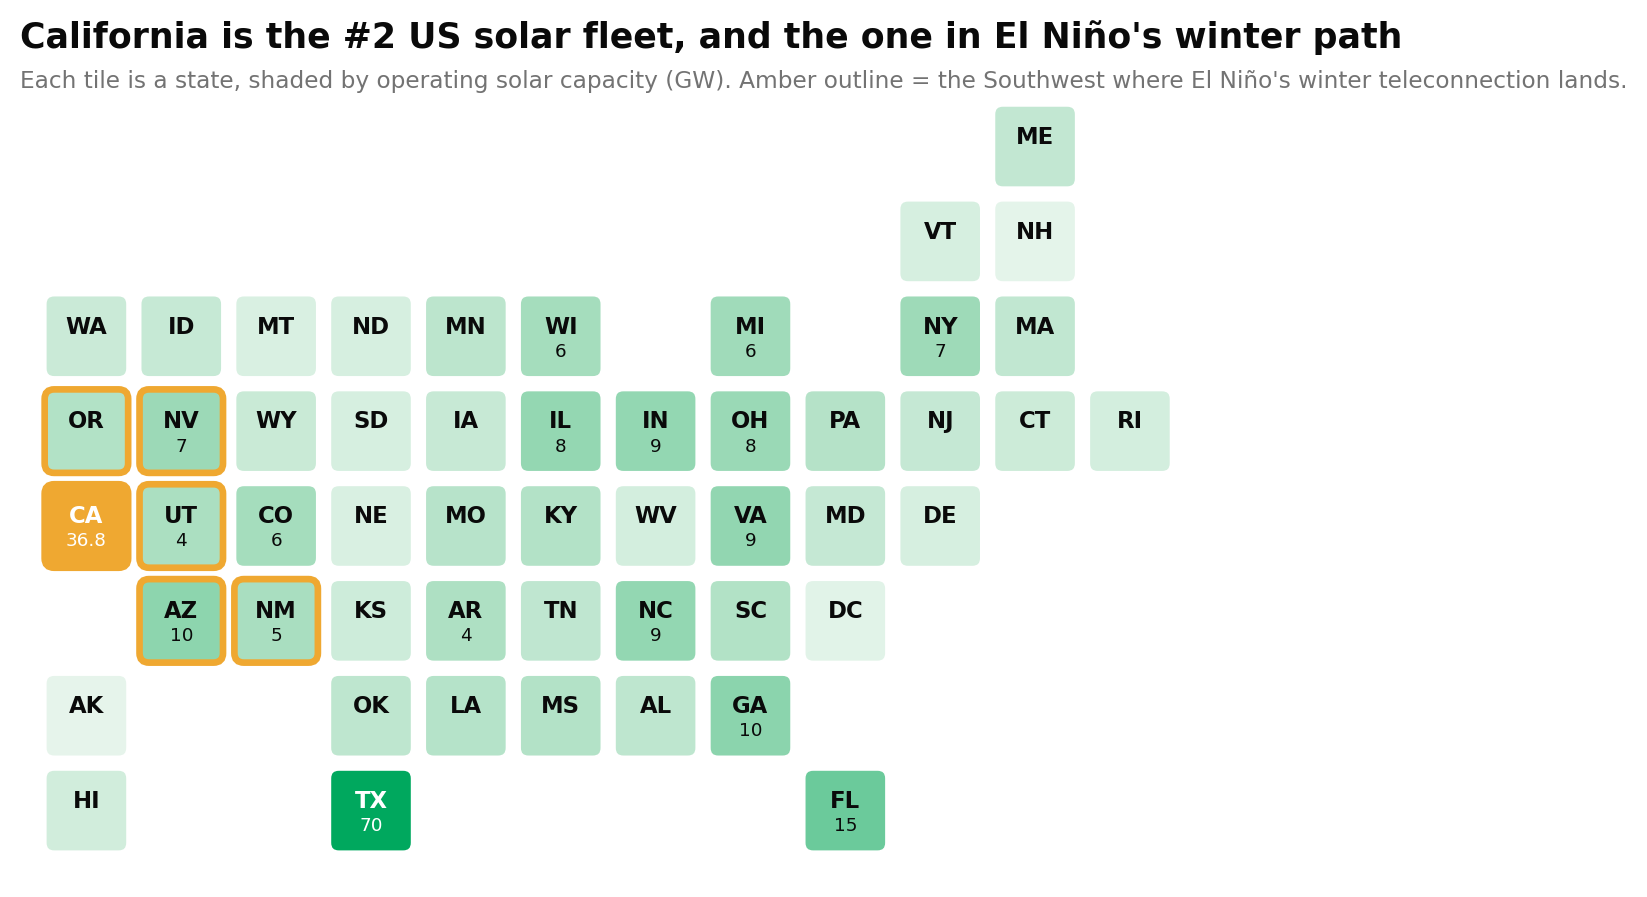 California is the #2 US solar fleet, and the one in El Niño's winter path
Each tile is a state, shaded by operating solar capacity (GW). Amber outline = the Southwest where El Niño's winter teleconnection lands.
ME
VT NH
WA ID MT ND MN WI MI NY MA
6 6 7
OR NV WY SD IA IL IN OH PA NJ CT RI
7 8 9 8
CA UT CO NE MO KY WV VA MD DE
36.8 4 6 9
AZ NM KS AR TN NC SC DC
10 5 4 9
AK OK LA MS AL GA
10
HI TX FL
70 15